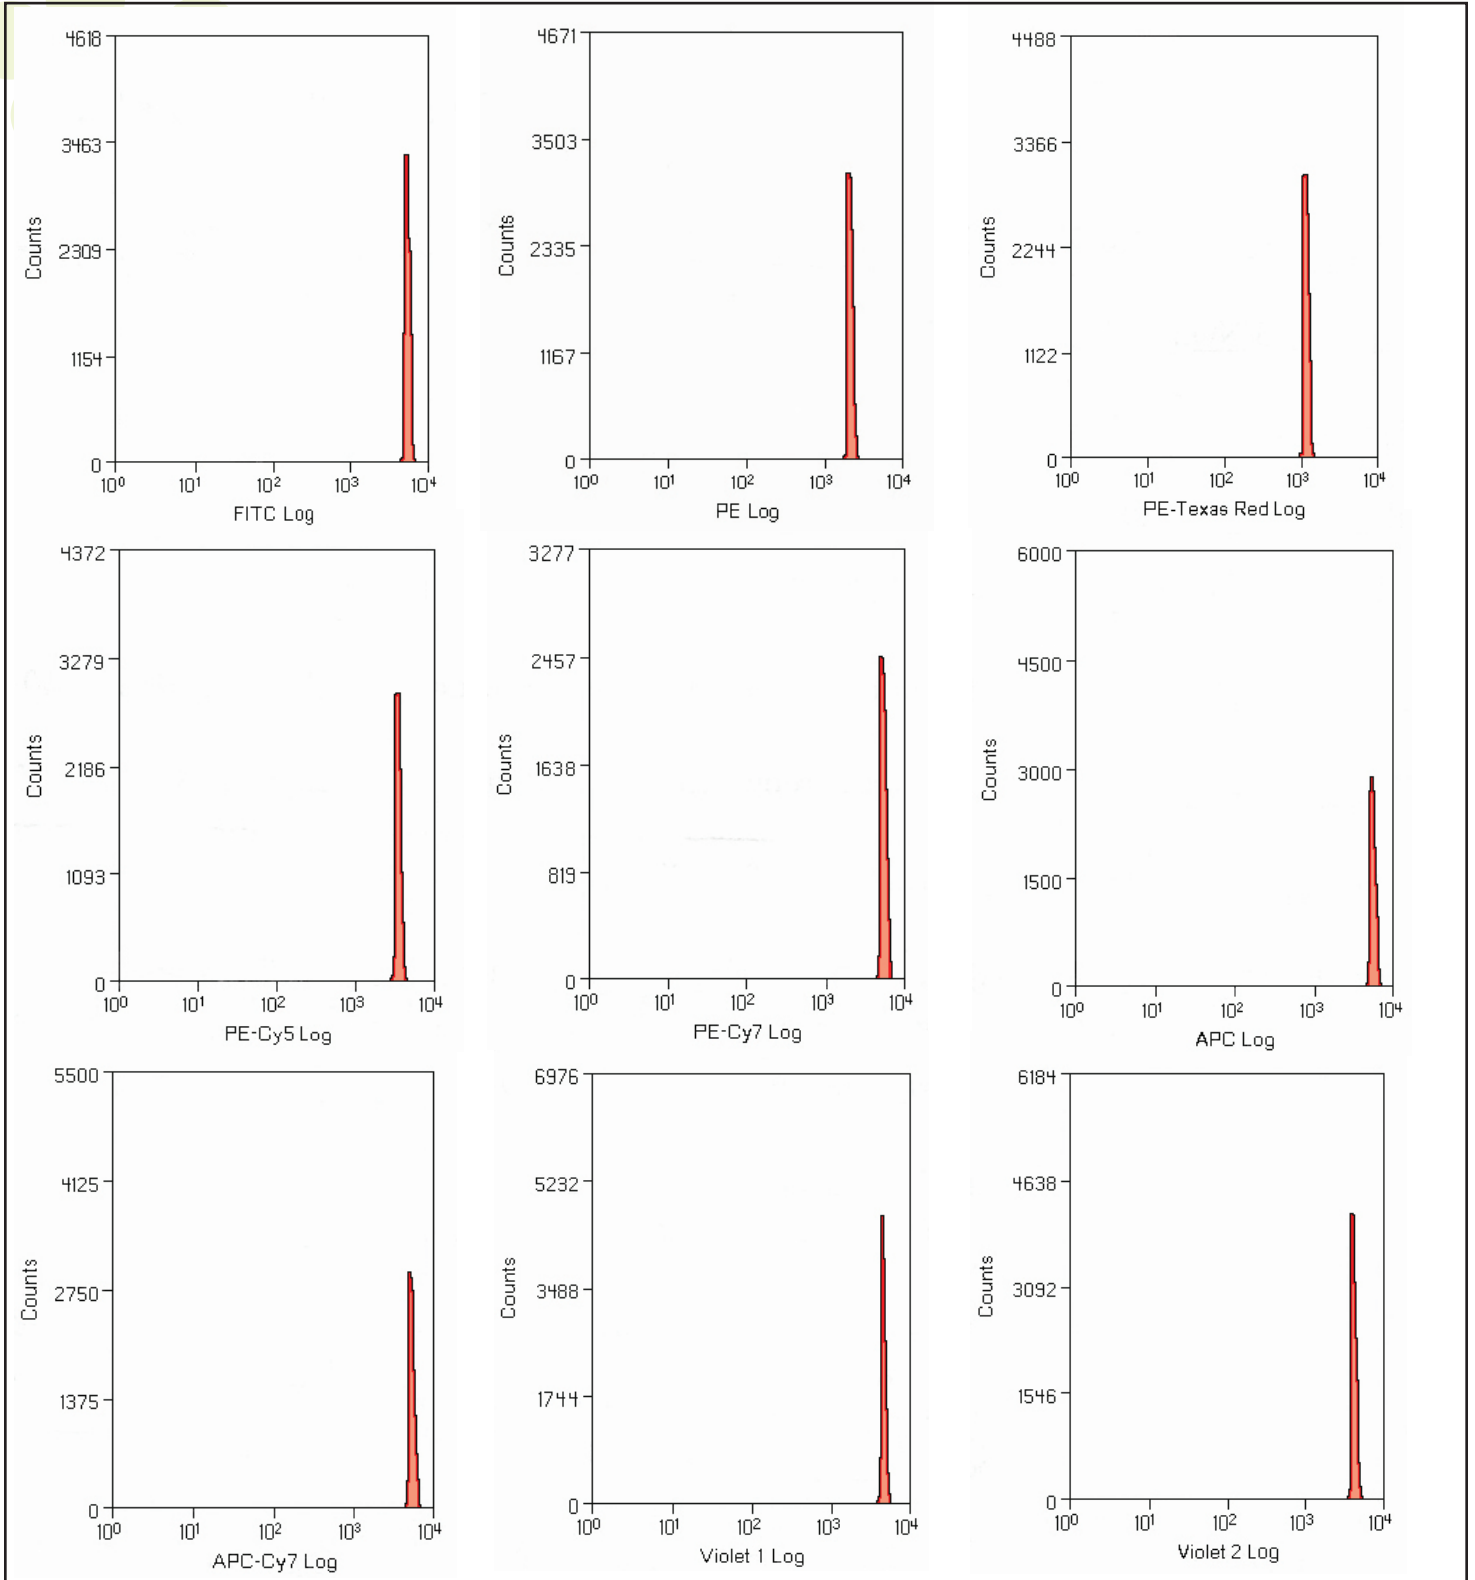 4618
3463
2309
1154
0
Counts
10⁰ 10¹ 10² 10³ 10⁴
FITC Log
4671
3503
2335
1167
0
Counts
10⁰ 10¹ 10² 10³ 10⁴
PE Log
4488
3366
2244
1122
0
Counts
10⁰ 10¹ 10² 10³ 10⁴
PE-Texas Red Log
4372
3279
2186
1093
0
Counts
10⁰ 10¹ 10² 10³ 10⁴
PE-Cy5 Log
3277
2457
1638
819
0
Counts
10⁰ 10¹ 10² 10³ 10⁴
PE-Cy7 Log
6000
4500
3000
1500
0
Counts
10⁰ 10¹ 10² 10³ 10⁴
APC Log
5500
4125
2750
1375
0
Counts
10⁰ 10¹ 10² 10³ 10⁴
APC-Cy7 Log
6976
5232
3488
1744
0
Counts
10⁰ 10¹ 10² 10³ 10⁴
Violet 1 Log
6184
4638
3092
1546
0
Counts
10⁰ 10¹ 10² 10³ 10⁴
Violet 2 Log